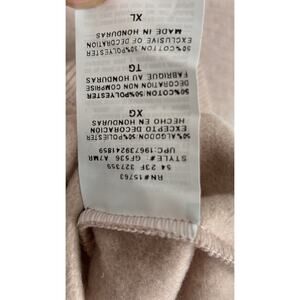 RN#15763
54 23F 327359
STYLE#: GF536 A7MR
UPC:196739241859
50% ALGODON 50%POLIESTER
EXCEPTO DECORACION
HECHO EN HONDURAS
XG
50%COTON 50%POLYESTER
DECORATION NON COMPRISE
FABRIQUE AU HONDURAS
TG
50%COTTON 50%POLYESTER
EXCLUSIVE OF DECORATION
MADE IN HONDURAS
XL